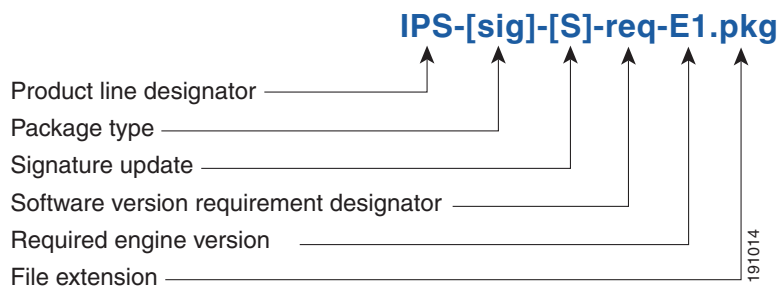 IPS-[sig]-[S]-req-E1.pkg
Product line designator
Package type
Signature update
Software version requirement designator
Required engine version
File extension
191014